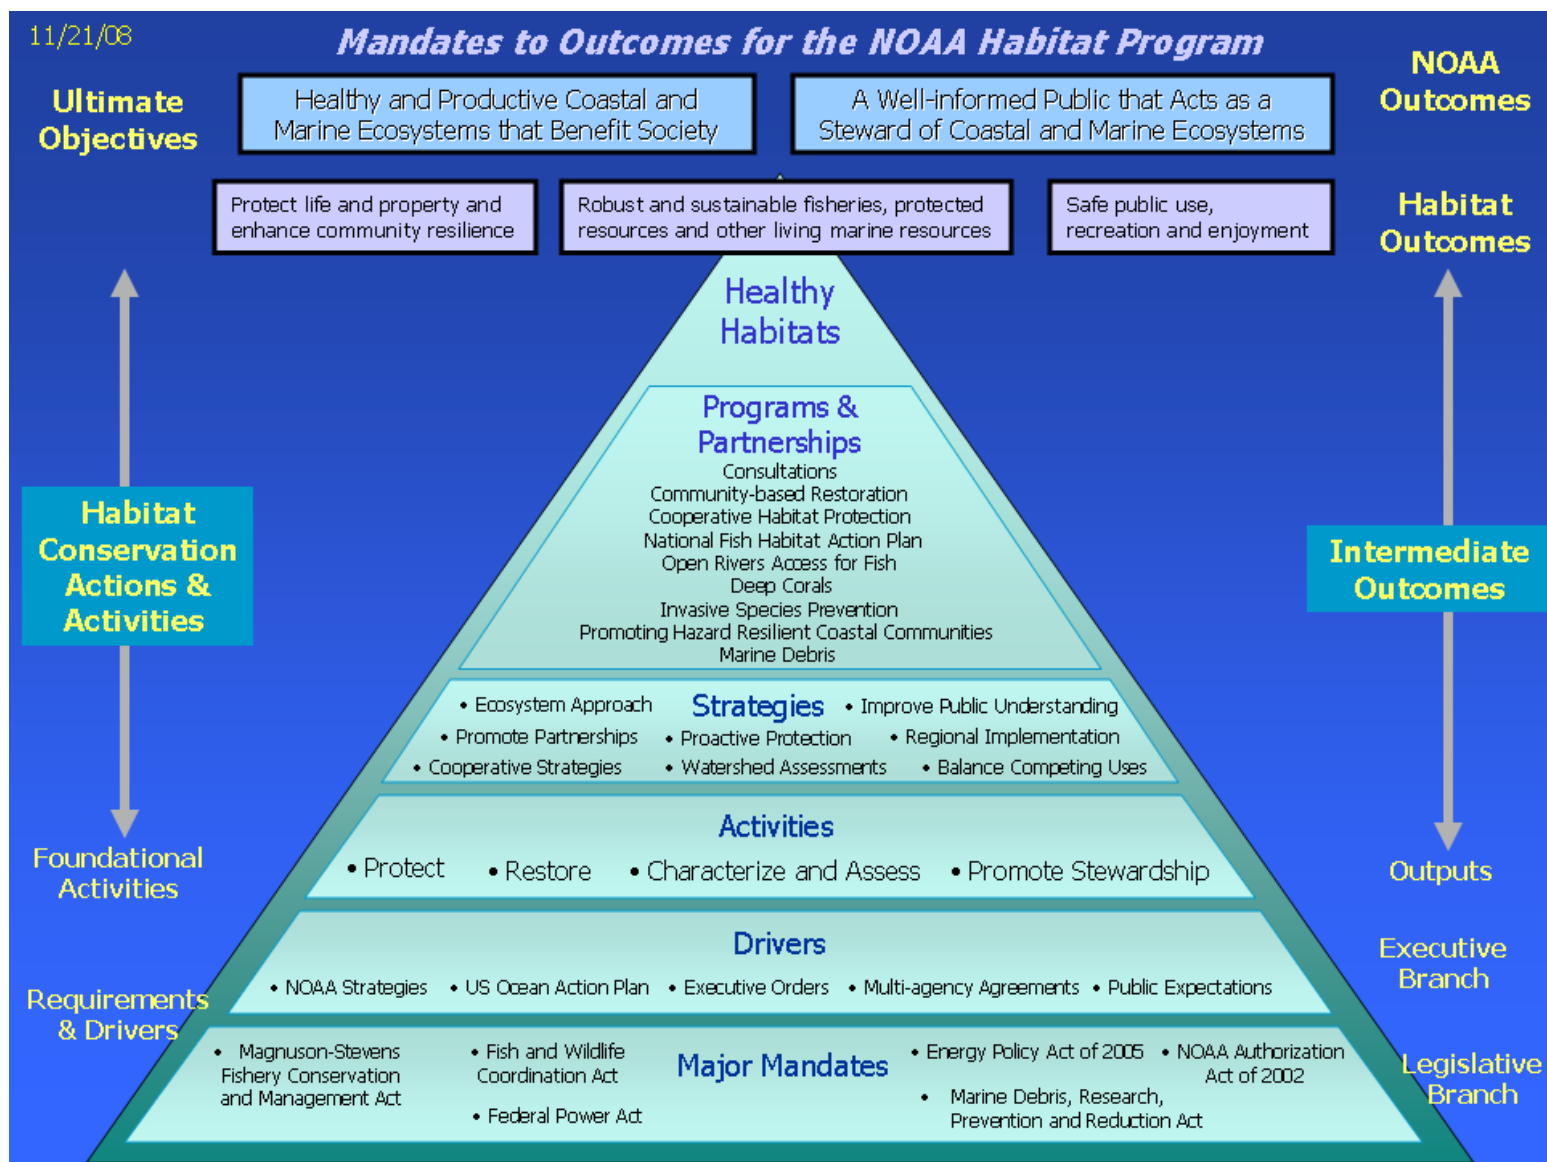 11/21/08
Mandates to Outcomes for the NOAA Habitat Program
Ultimate
Objectives
Healthy and Productive Coastal and
Marine Ecosystems that Benefit Society
A Well-informed Public that Acts as a
Steward of Coastal and Marine Ecosystems
NOAA
Outcomes
Protect life and property and
enhance community resilience
Robust and sustainable fisheries, protected
resources and other living marine resources
Safe public use,
recreation and enjoyment
Habitat
Outcomes
Healthy
Habitats
Programs &
Partnerships
Consultations
Community-based Restoration
Cooperative Habitat Protection
National Fish Habitat Action Plan
Open Rivers Access for Fish
Deep Corals
Invasive Species Prevention
Promoting Hazard Resilient Coastal Communities
Marine Debris
Habitat
Conservation
Actions &
Activities
Intermediate
Outcomes
Strategies
• Ecosystem Approach
• Improve Public Understanding
• Promote Partnerships
• Proactive Protection
• Regional Implementation
• Cooperative Strategies
• Watershed Assessments
• Balance Competing Uses
Foundational
Activities
Activities
• Protect
• Restore
• Characterize and Assess
• Promote Stewardship
Outputs
Requirements
& Drivers
Drivers
• NOAA Strategies
• US Ocean Action Plan
• Executive Orders
• Multi-agency Agreements
• Public Expectations
Executive
Branch
Major Mandates
• Magnuson-Stevens
Fishery Conservation
and Management Act
• Fish and Wildlife
Coordination Act
• Federal Power Act
• Energy Policy Act of 2005
• NOAA Authorization
Act of 2002
• Marine Debris, Research,
Prevention and Reduction Act
Legislative
Branch